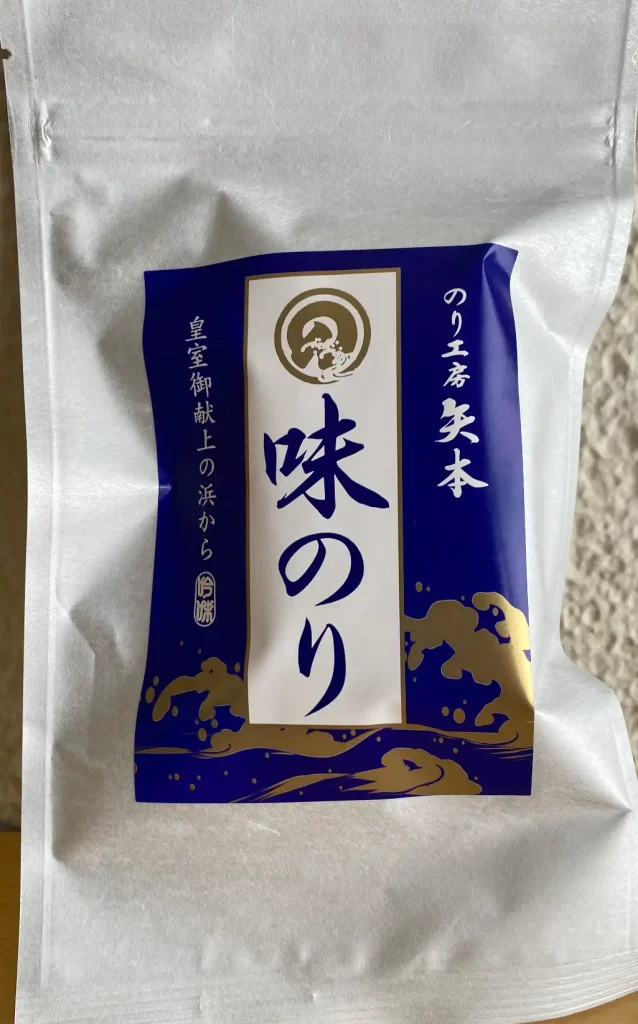 のり工房 矢本
味のり
皇室御献上の浜から
吟味